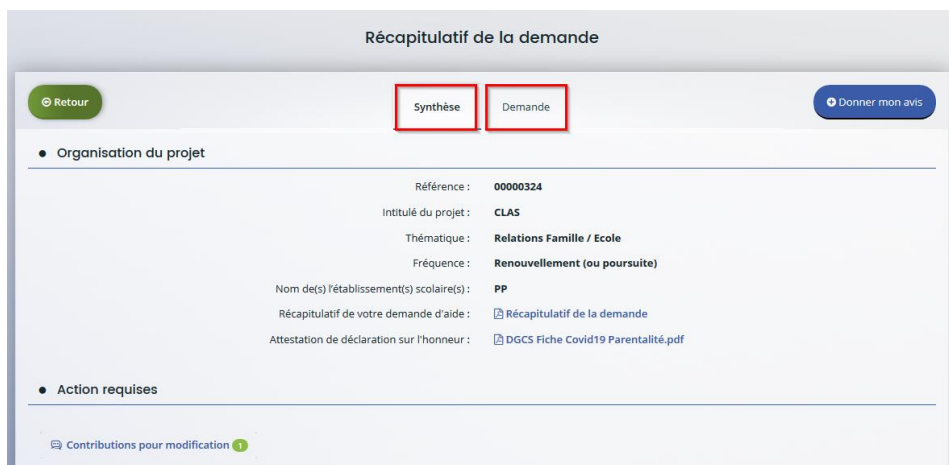 Récapitulatif de la demande
Retour
Synthèse
Demande
Donner mon avis
Organisation du projet
Référence : 00000324
Intitulé du projet : CLAS
Thématique : Relations Famille / Ecole
Fréquence : Renouvellement (ou poursuite)
Nom de(s) l'établissement(s) scolaire(s) : PP
Récapitulatif de votre demande d'aide : Récapitulatif de la demande
Attestation de déclaration sur l'honneur : DGCS Fiche Covid19 Parentalité.pdf
Action requises
Contributions pour modification 1